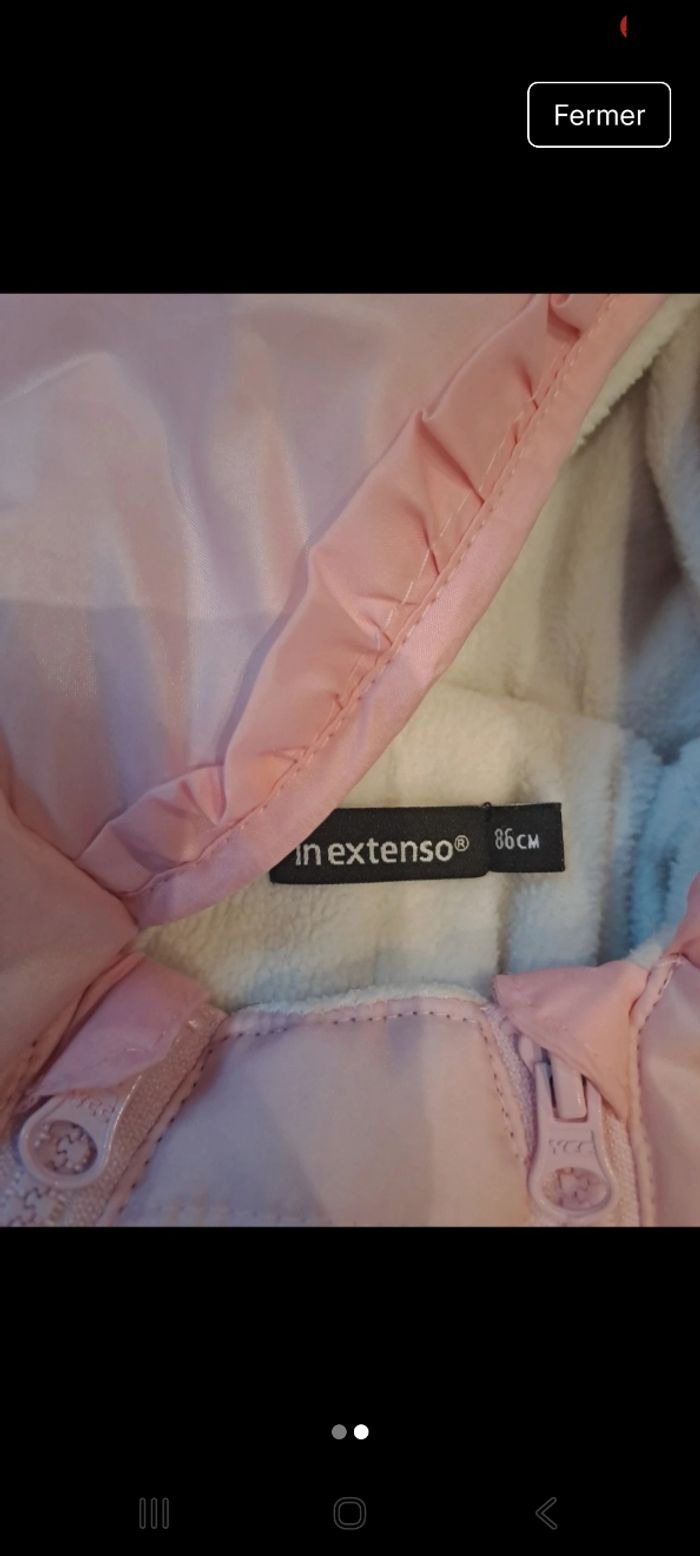 Fermer
in extenso®
86CM